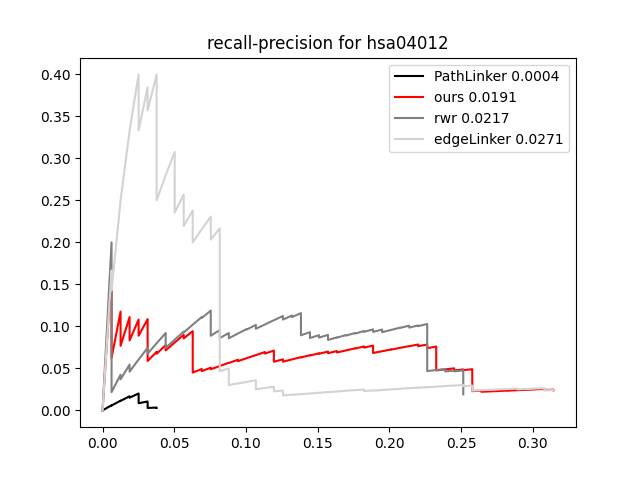 recall-precision for hsa04012
PathLinker 0.0004
ours 0.0191
rwr 0.0217
edgeLinker 0.0271
0.40
0.35
0.30
0.25
0.20
0.15
0.10
0.05
0.00
0.00 0.05 0.10 0.15 0.20 0.25 0.30